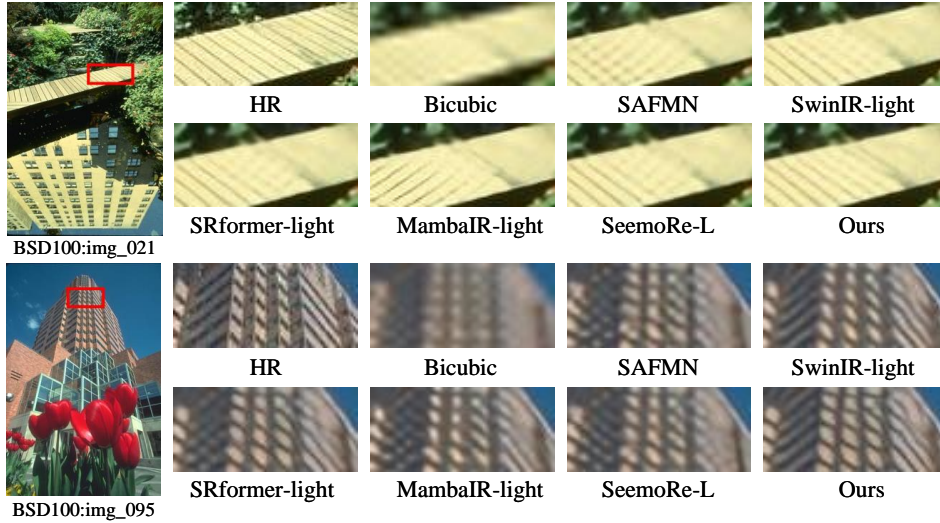 HR Bicubic SAFMN SwinIR-light
SRformer-light MambaIR-light SeemoRe-L Ours
BSD100:img_021
HR Bicubic SAFMN SwinIR-light
SRformer-light MambaIR-light SeemoRe-L Ours
BSD100:img_095